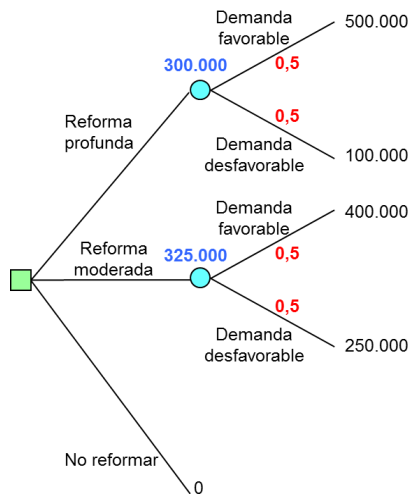 Demanda
favorable
500.000
300.000
0,5
Reforma
profunda
0,5
Demanda
desfavorable
100.000
Demanda
favorable
400.000
Reforma
moderada
325.000
0,5
0,5
Demanda
desfavorable
250.000
No reformar
0